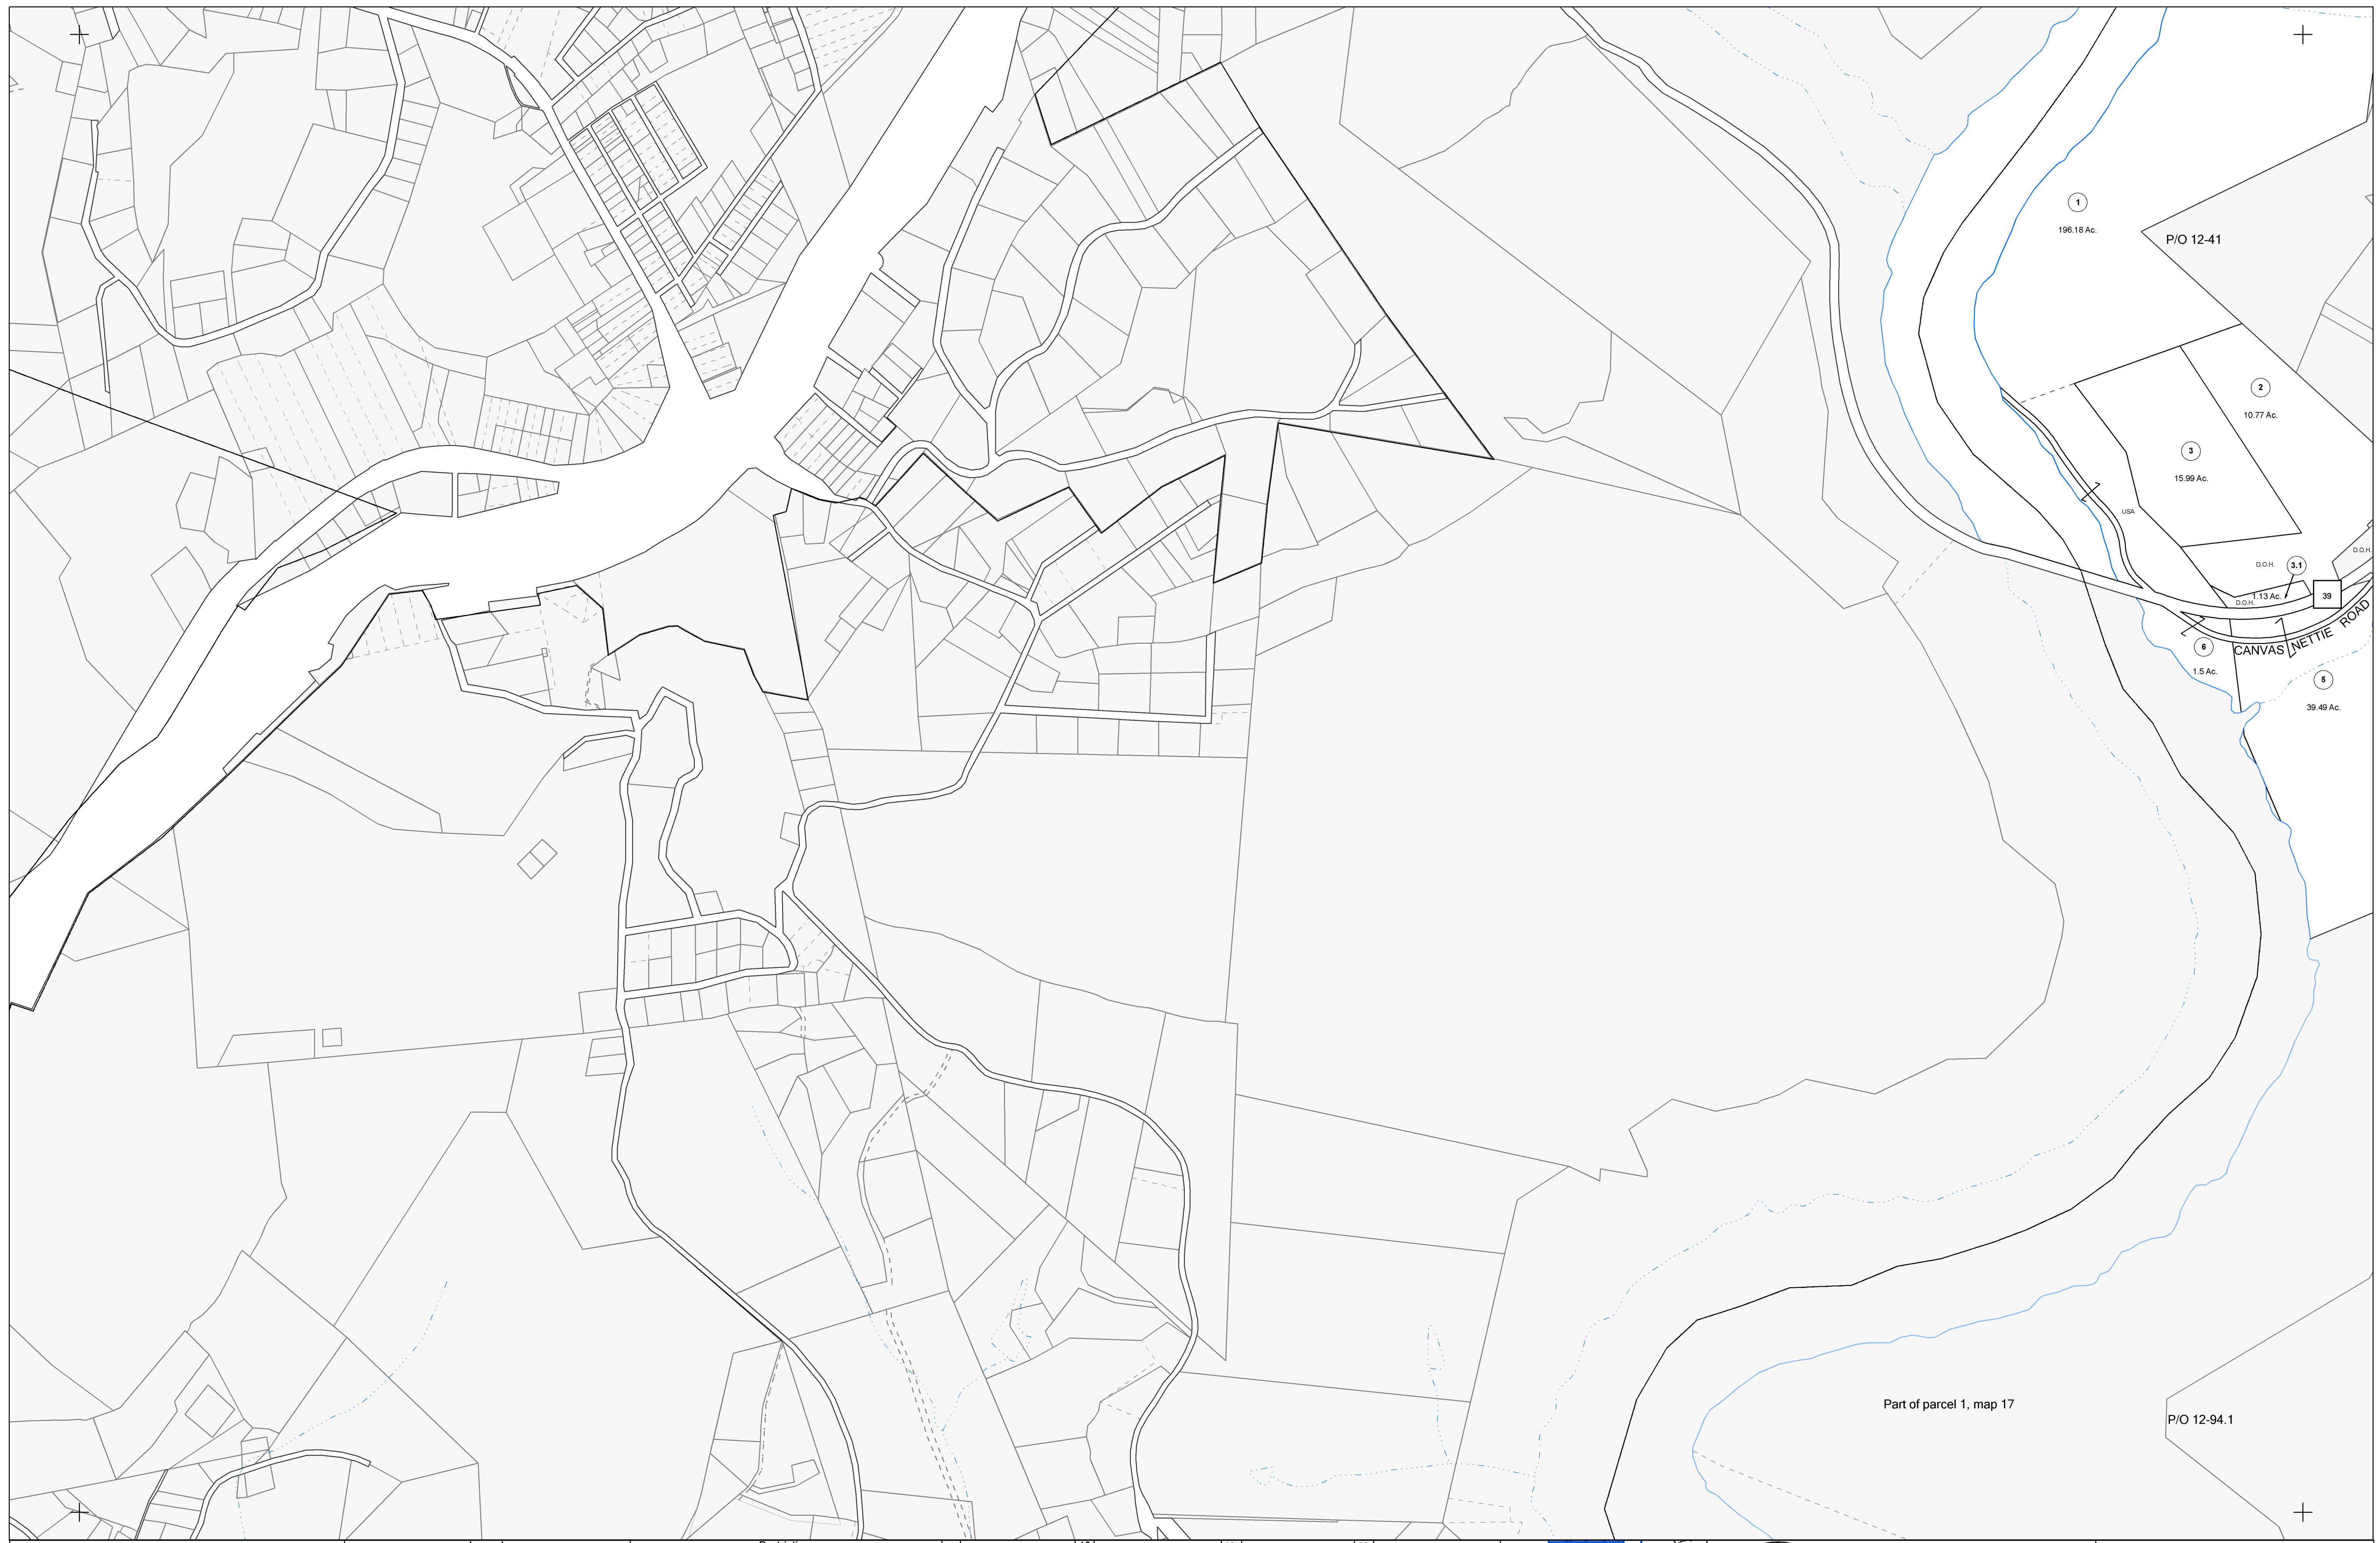 1
196.18 Ac.
P/O 12-41
2
10.77 Ac.
3
15.99 Ac.
USA
D.O.H.
D.O.H.
3.1
1.13 Ac.
D.O.H.
39
CANVAS NETTIE ROAD
6
1.5 Ac.
5
39.49 Ac.
Part of parcel 1, map 17
P/O 12-94.1